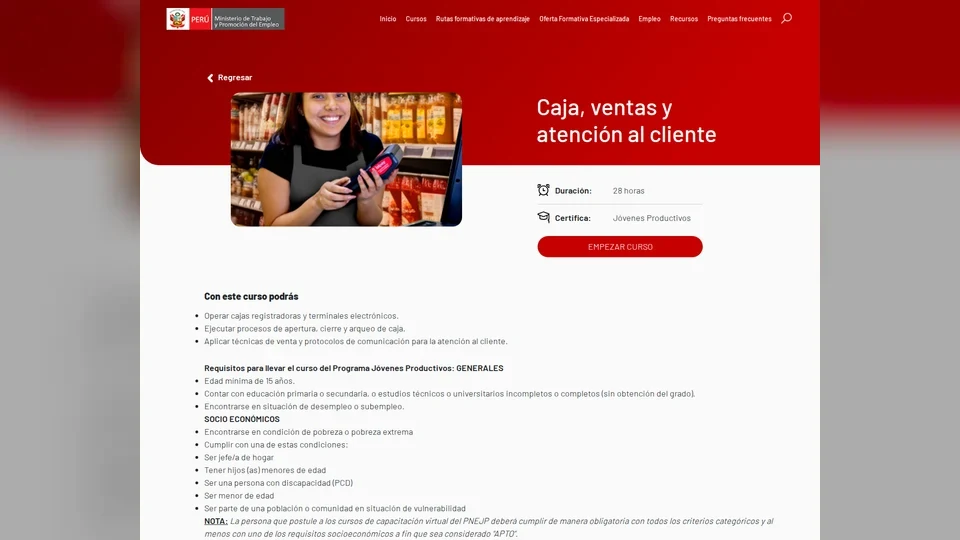 PERÚ
Ministerio de Trabajo
y Promoción del Empleo
Inicio Cursos Rutas formativas de aprendizaje Oferta Formativa Especializada Empleo Recursos Preguntas frecuentes
Regresar
Caja, ventas y
atención al cliente
Duración: 28 horas
Certifica: Jóvenes Productivos
EMPEZAR CURSO
Con este curso podrás
Operar cajas registradoras y terminales electrónicos.
Ejecutar procesos de apertura, cierre y arqueo de caja.
Aplicar técnicas de venta y protocolos de comunicación para la atención al cliente.
Requisitos para llevar el curso del Programa Jóvenes Productivos: GENERALES
Edad mínima de 15 años.
Contar con educación primaria o secundaria, o estudios técnicos o universitarios incompletos o completos (sin obtención del grado).
Encontrarse en situación de desempleo o subempleo.
SOCIO ECONÓMICOS
Encontrarse en condición de pobreza o pobreza extrema
Cumplir con una de estas condiciones:
Ser jefe/a de hogar
Tener hijos (as) menores de edad
Ser una persona con discapacidad (PCD)
Ser menor de edad
Ser parte de una población o comunidad en situación de vulnerabilidad
NOTA: La persona que postule a los cursos de capacitación virtual del PNEJP deberá cumplir de manera obligatoria con todos los criterios categóricos y al
menos con uno de los requisitos socioeconómicos a fin que sea considerado "APTO".